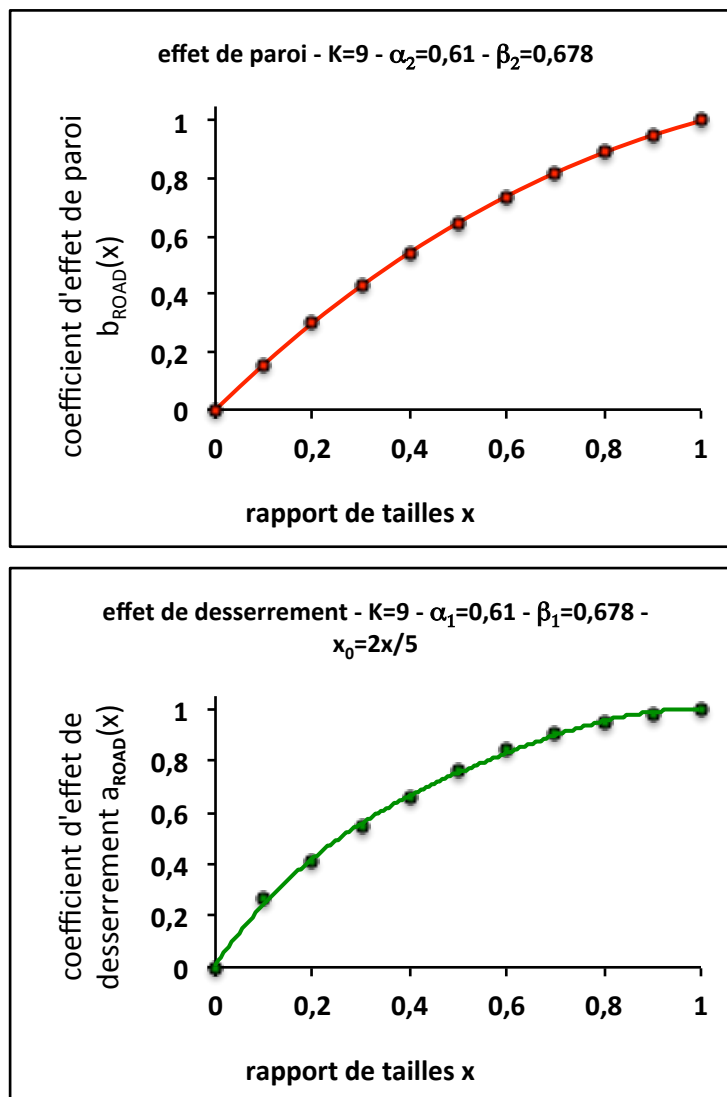 effet de paroi - K=9 - α₂=0,61 - β₂=0,678
coefficient d'effet de paroi
b_ROAD(x)
1
0,8
0,6
0,4
0,2
0
0 0,2 0,4 0,6 0,8 1
rapport de tailles x
effet de desserrement - K=9 - α₁=0,61 - β₁=0,678 -
x₀=2x/5
coefficient d'effet de
desserrement a_ROAD(x)
1
0,8
0,6
0,4
0,2
0
0 0,2 0,4 0,6 0,8 1
rapport de tailles x